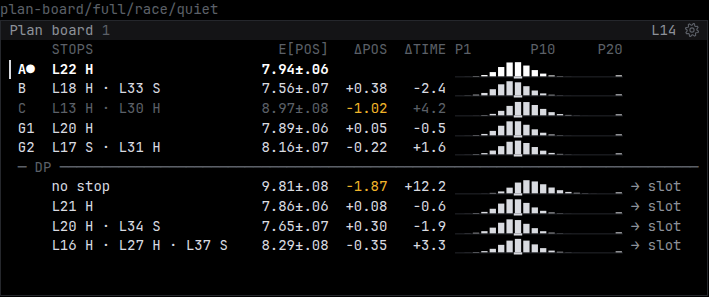 plan-board/full/race/quiet
Plan board 1 L14
STOPS E[POS] ΔPOS ΔTIME P1 P10 P20
A● L22 H 7.94±.06
B L18 H · L33 S 7.56±.07 +0.38 -2.4
C L13 H · L30 H 8.97±.08 -1.02 +4.2
G1 L20 H 7.89±.06 +0.05 -0.5
G2 L17 S · L31 H 8.16±.07 -0.22 +1.6
DP
no stop 9.81±.08 -1.87 +12.2 → slot
L21 H 7.86±.06 +0.08 -0.6 → slot
L20 H · L34 S 7.65±.07 +0.30 -1.9 → slot
L16 H · L27 H · L37 S 8.29±.08 -0.35 +3.3 → slot